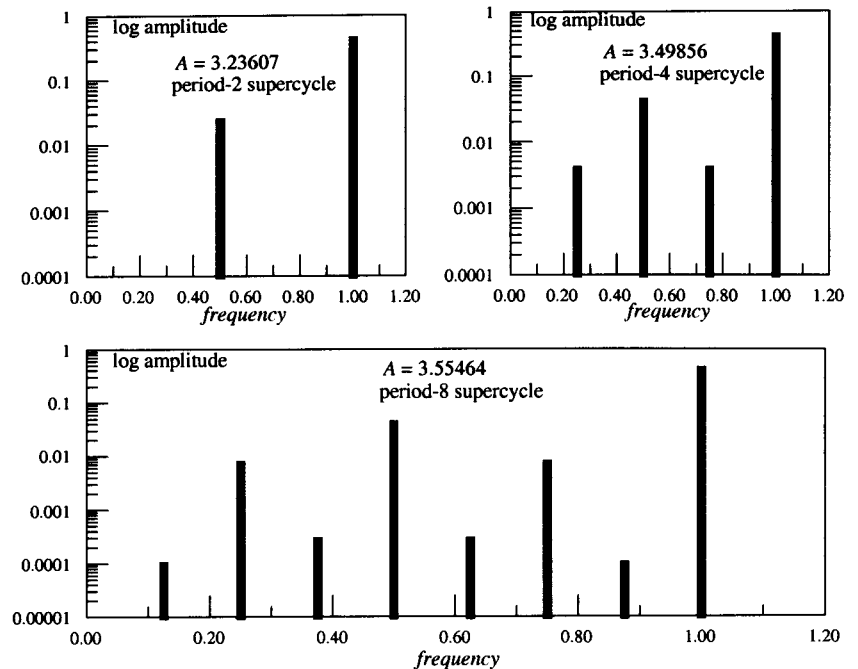 1
log amplitude
A = 3.23607
period-2 supercycle
0.1
0.01
0.001
0.0001
0.00 0.20 0.40 0.60 0.80 1.00 1.20
frequency
1
log amplitude
A = 3.49856
period-4 supercycle
0.1
0.01
0.001
0.0001
0.00 0.20 0.40 0.60 0.80 1.00 1.20
frequency
1
log amplitude
A = 3.55464
period-8 supercycle
0.1
0.01
0.001
0.0001
0.00001
0.00 0.20 0.40 0.60 0.80 1.00 1.20
frequency